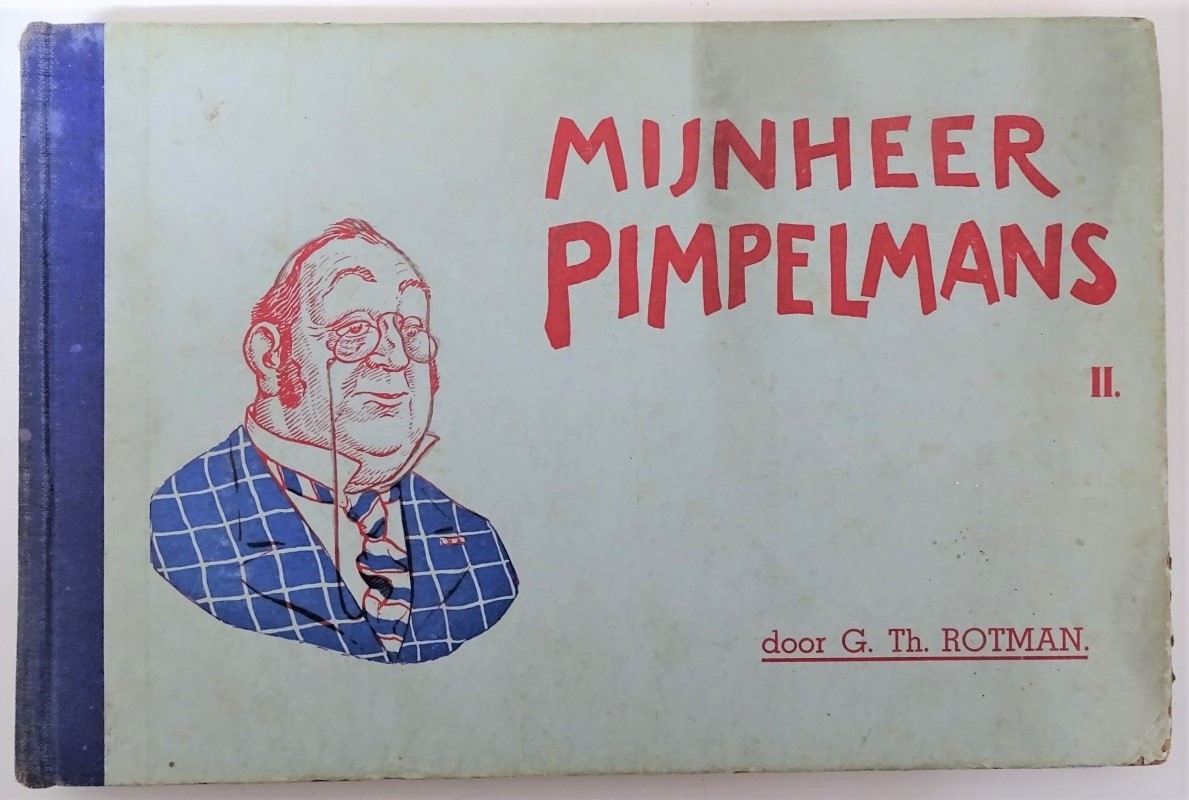 MIJNHEER
PIMPELMANS
II.
door G. Th. ROTMAN.